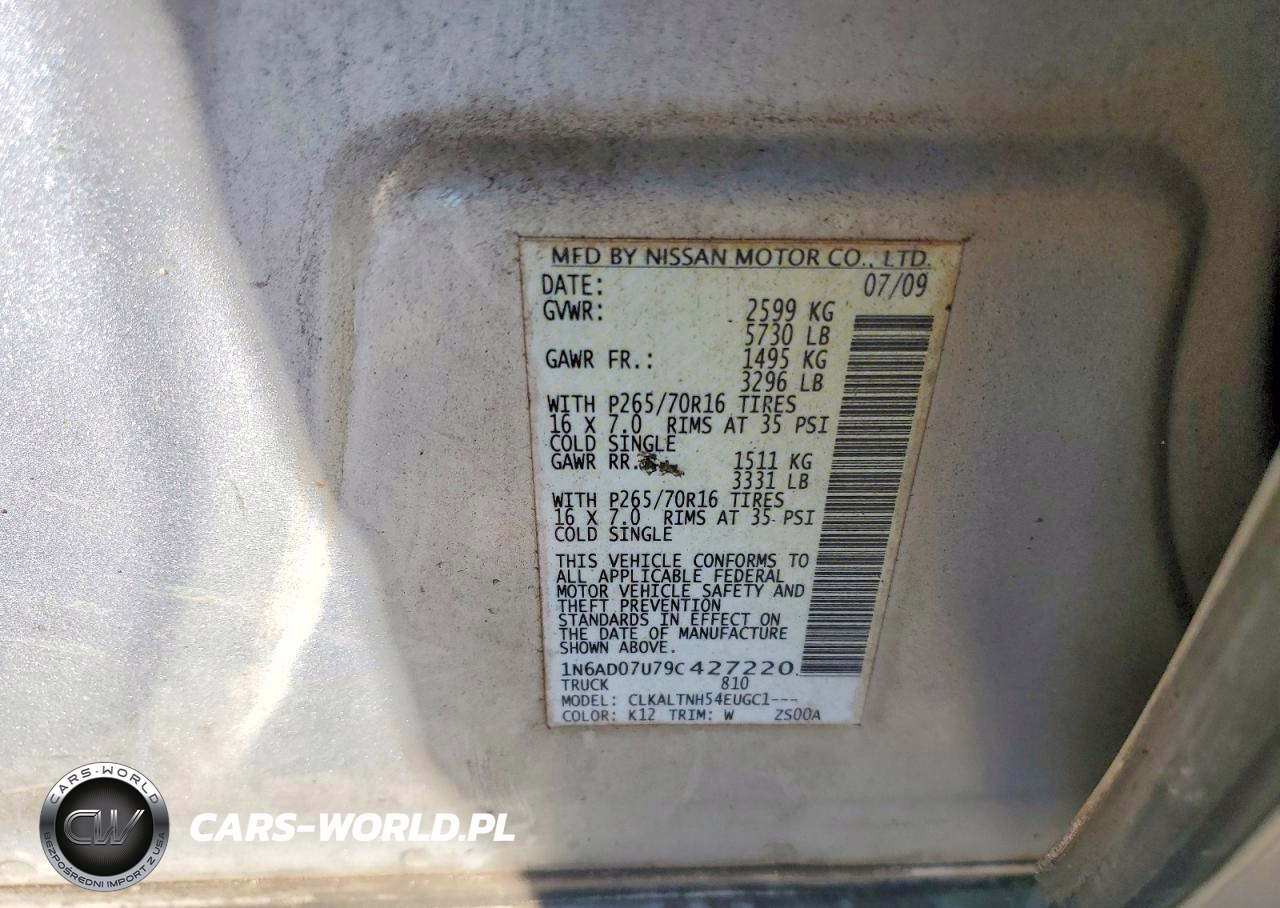 MFD BY NISSAN MOTOR CO., LTD.
DATE: 07/09
GVWR: 2599 KG
5730 LB
GAWR FR.: 1495 KG
3296 LB
WITH P265/70R16 TIRES
16 X 7.0 RIMS AT 35 PSI
COLD SINGLE
GAWR RR. 1511 KG
3331 LB
WITH P265/70R16 TIRES
16 X 7.0 RIMS AT 35 PSI
COLD SINGLE
THIS VEHICLE CONFORMS TO
ALL APPLICABLE FEDERAL
MOTOR VEHICLE SAFETY AND
THEFT PREVENTION
STANDARDS IN EFFECT ON
THE DATE OF MANUFACTURE
SHOWN ABOVE.
1N6AD07U79C427220
TRUCK 810
MODEL: CLKALTNH54EUGC1---
COLOR: K12 TRIM: W ZS00A
CARS-WORLD
CW
BEZPOŚREDNI IMPORT Z USA
CARS-WORLD.PL